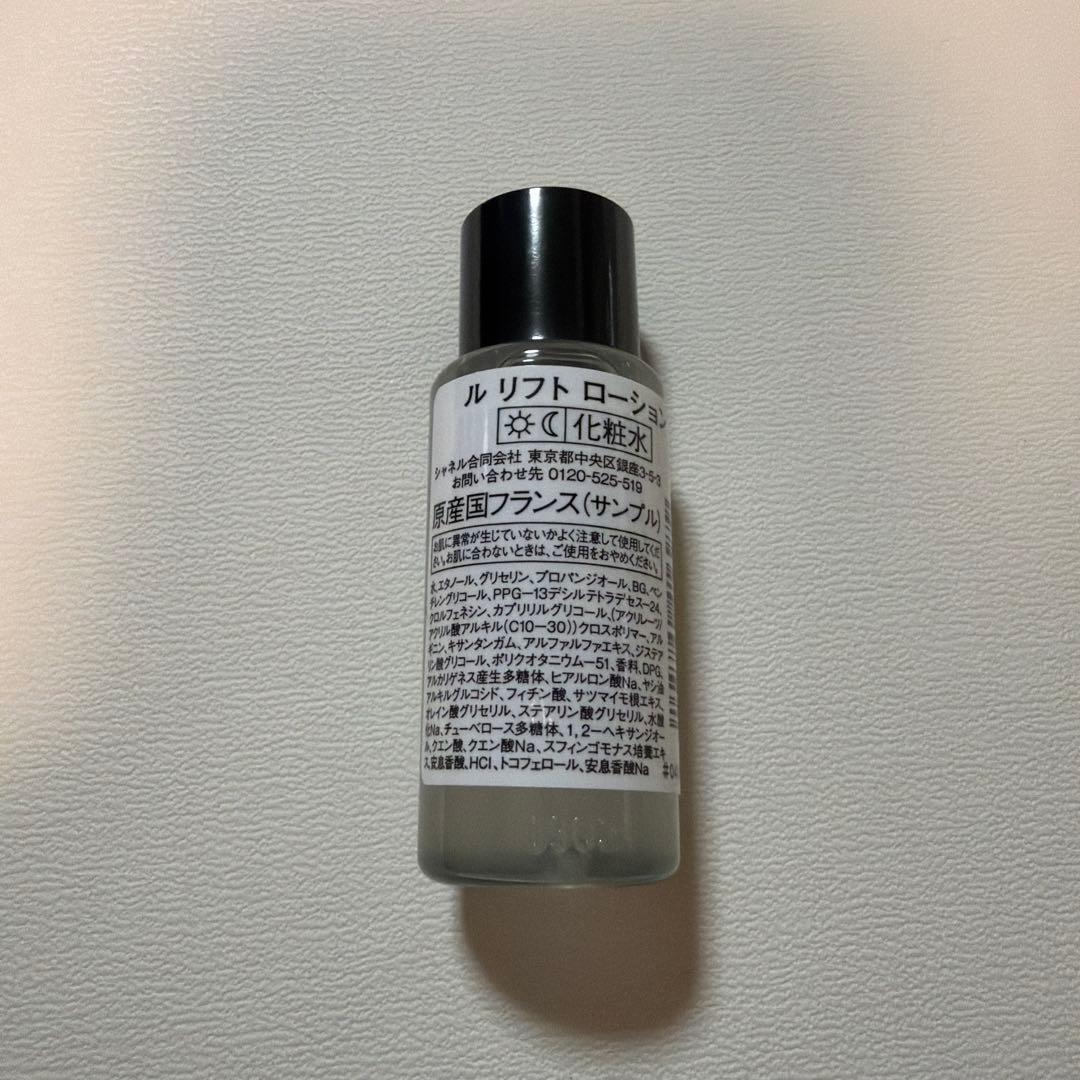 ル リフト ローション
化粧水
シャネル合同会社 東京都中央区銀座3-5-3
お問い合わせ先 0120-525-519
原産国フランス(サンプル)
お肌に異常が生じていないかよく注意して使用してくだ
さい。お肌に合わないときは、ご使用をおやめください。
水、エタノール、グリセリン、プロパンジオール、BG、ペン
チレングリコール、PPG-13デシルテトラデセス-24、
クロルフェネシン、カプリリルグリコール、(アクリレーツ/
アクリル酸アルキル(C10-30))クロスポリマー、アル
ギニン、キサンタンガム、アルファルファエキス、ジステア
リン酸グリコール、ポリクオタニウム-51、香料、DPG、
アルカリゲネス産生多糖体、ヒアルロン酸Na、ヤシ油
アルキルグルコシド、フィチン酸、サツマイモ根エキス、
オレイン酸グリセリル、ステアリン酸グリセリル、水酸
化Na、チューベロース多糖体、1,2-ヘキサンジオー
ル、クエン酸、クエン酸Na、スフィンゴモナス培養エキ
ス、安息香酸、HCl、トコフェロール、安息香酸Na